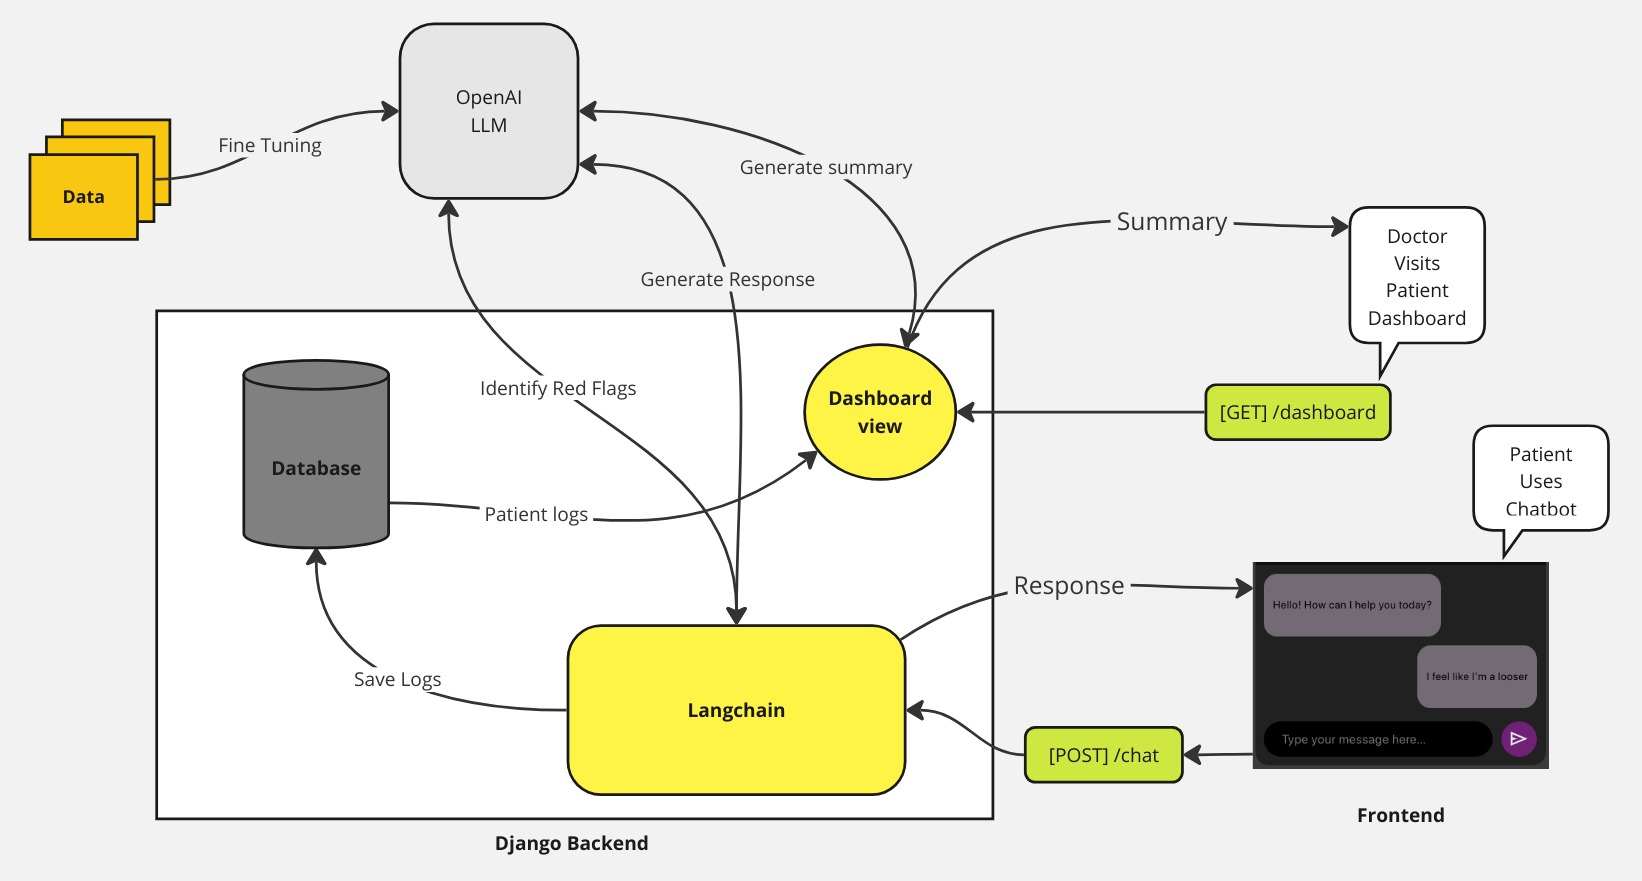 OpenAI
LLM
Fine Tuning
Data
Generate summary
Summary
Doctor
Visits
Patient
Dashboard
Generate Response
Identify Red Flags
Dashboard
view
[GET] /dashboard
Database
Patient logs
Patient
Uses
Chatbot
Response
Hello! How can I help you today?
I feel like I'm a looser
Save Logs
Langchain
[POST] /chat
Type your message here...
Frontend
Django Backend